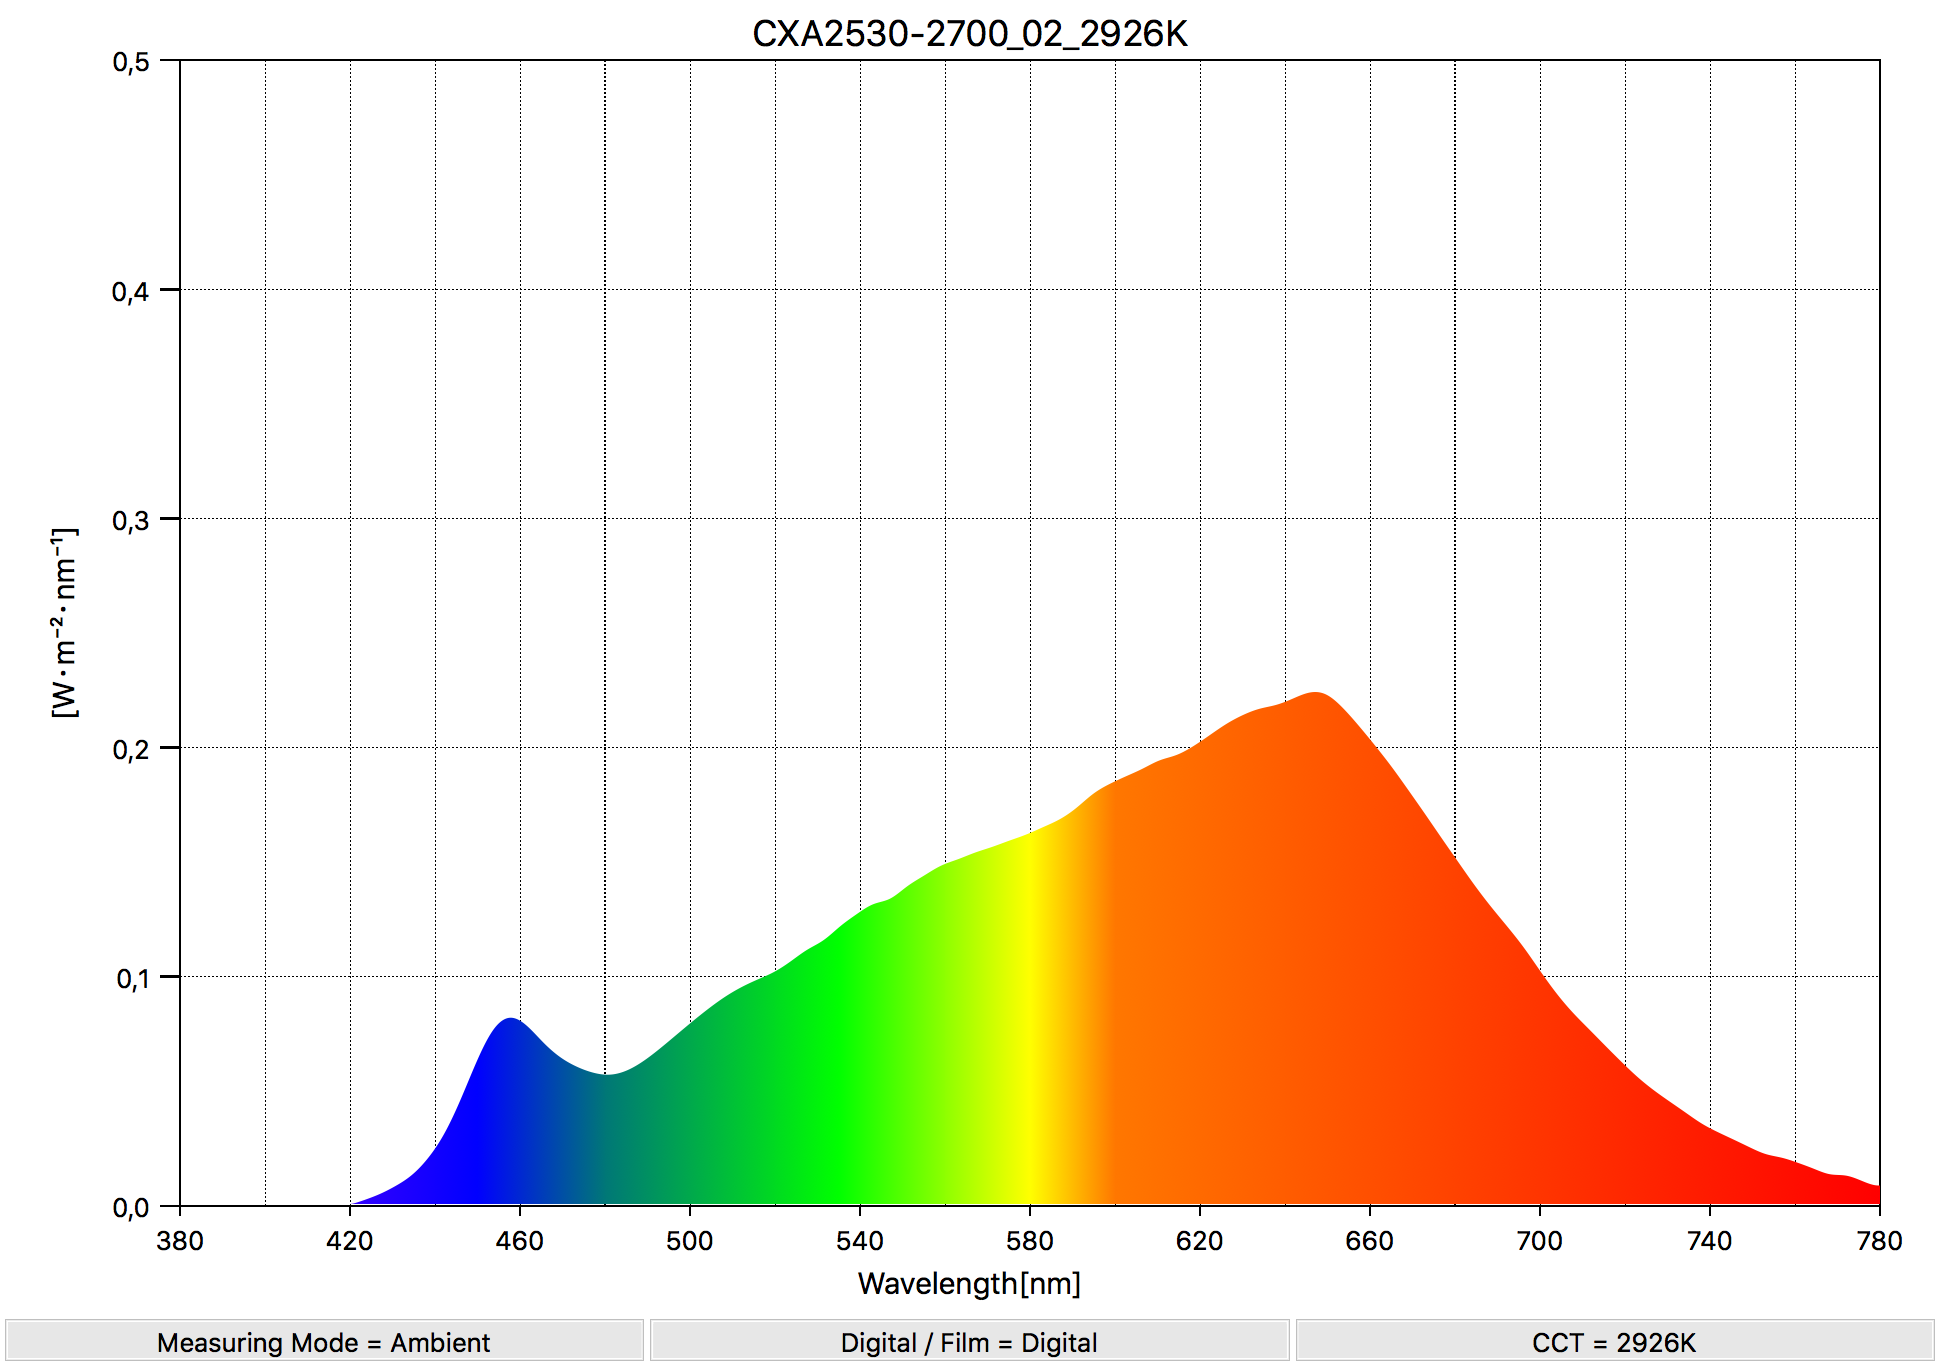 CXA2530-2700_02_2926K
0,5
0,4
0,3
0,2
0,1
0,0
[W·m⁻²·nm⁻¹]
380 420 460 500 540 580 620 660 700 740 780
Wavelength[nm]
Measuring Mode = Ambient
Digital / Film = Digital
CCT = 2926K